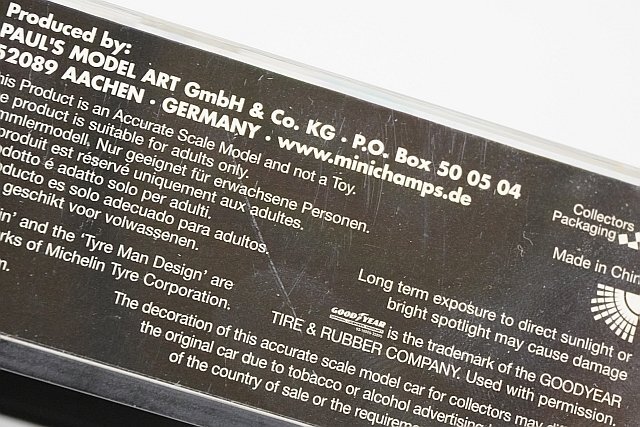 Produced by:
PAUL'S MODEL ART GmbH & Co. KG · P.O. Box 50 05 04
52089 AACHEN · GERMANY · www.minichamps.de
his Product is an Accurate Scale Model and not a Toy.
e product is suitable for adults only.
mmlermodell. Nur geeignet für erwachsene Personen.
produit est réservé uniquement aux adultes.
odotto é adatto solo per adulti.
oducto es solo adecuado para adultos
geschikt voor volwassenen.
in' and the 'Tyre Man Design' are
rks of Michelin Tyre Corporation.
n.
Collectors
Packaging
Made in Chin
Long term exposure to direct sunlight or
bright spotlight may cause damage
GOODYEAR is the trademark of the GOODYEAR
TIRE & RUBBER COMPANY. Used with permission.
The decoration of this accurate scale model car for collectors may di
the original car due to tobacco or alcohol advertising
of the country of sale or the requireme